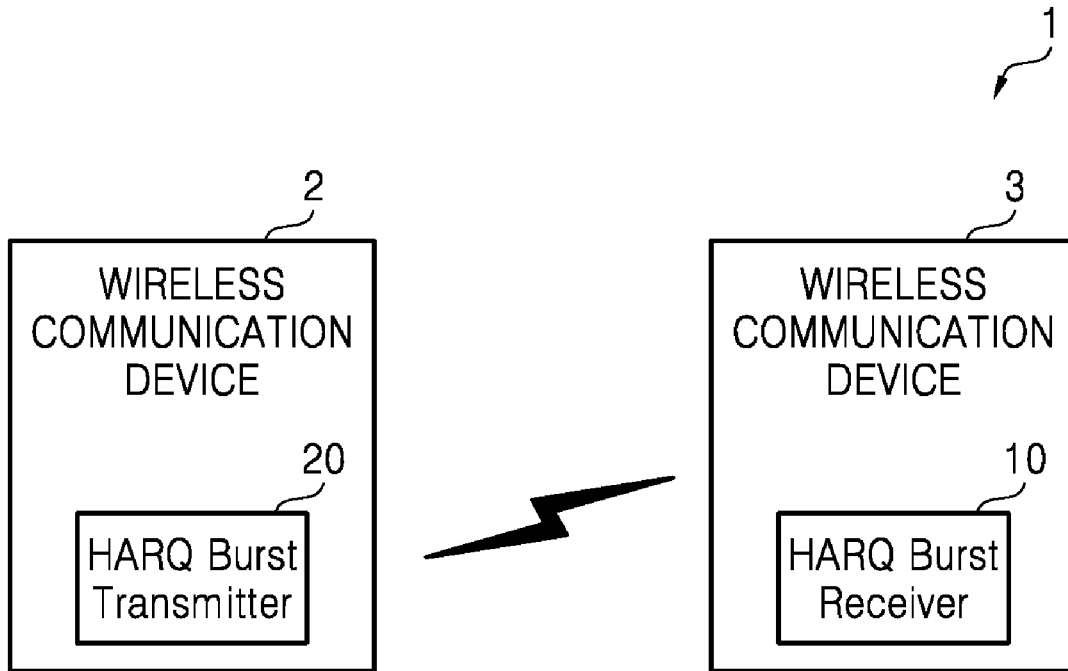 1
2
WIRELESS
COMMUNICATION
DEVICE
20
HARQ Burst
Transmitter
3
WIRELESS
COMMUNICATION
DEVICE
10
HARQ Burst
Receiver